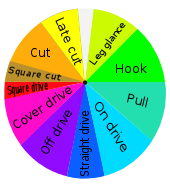 Late cut
Leg glance
Cut
Hook
Square cut
Square drive
Pull
Cover drive
On drive
Off drive
Straight drive